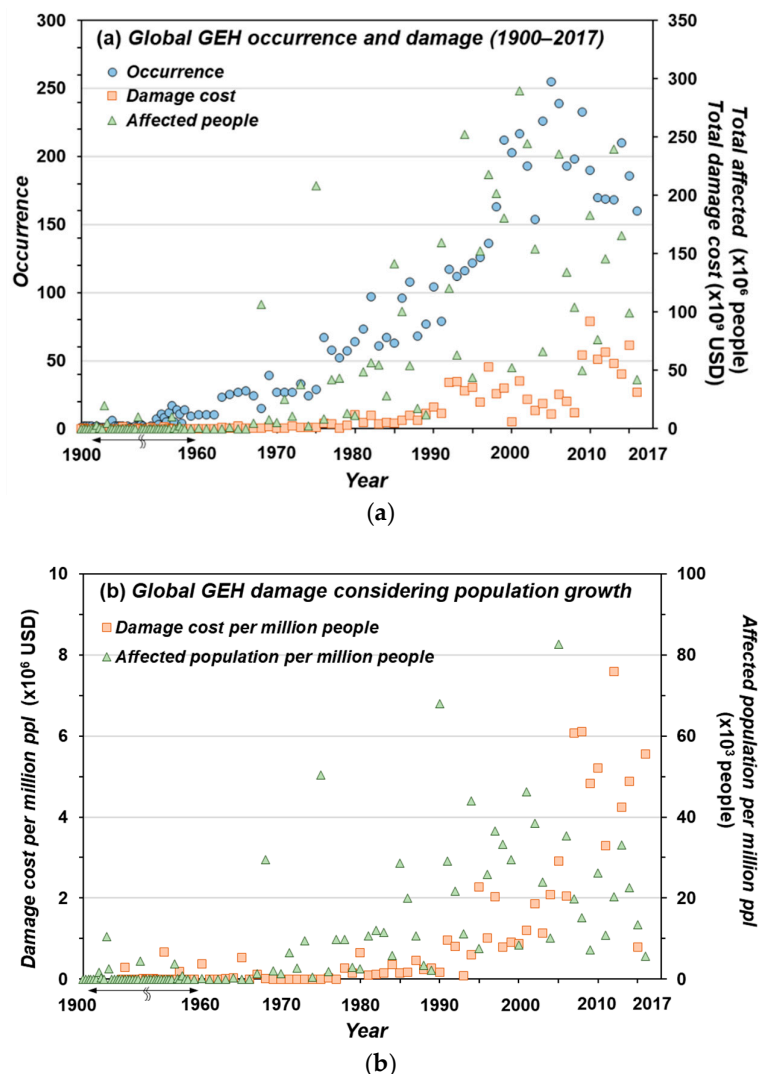 (a) Global GEH occurrence and damage (1900–2017)
Occurrence
Damage cost
Affected people
300
250
200
150
100
50
0
Occurrence
350
300
250
200
150
100
50
0
Total affected (x10⁶ people)
Total damage cost (x10⁹ USD)
1900 1960 1970 1980 1990 2000 2010 2017
Year
(a)
(b) Global GEH damage considering population growth
Damage cost per million people
Affected population per million people
10
8
6
4
2
0
Damage cost per million ppl (x10⁶ USD)
100
80
60
40
20
0
Affected population per million ppl
(x10³ people)
1900 1960 1970 1980 1990 2000 2010 2017
Year
(b)